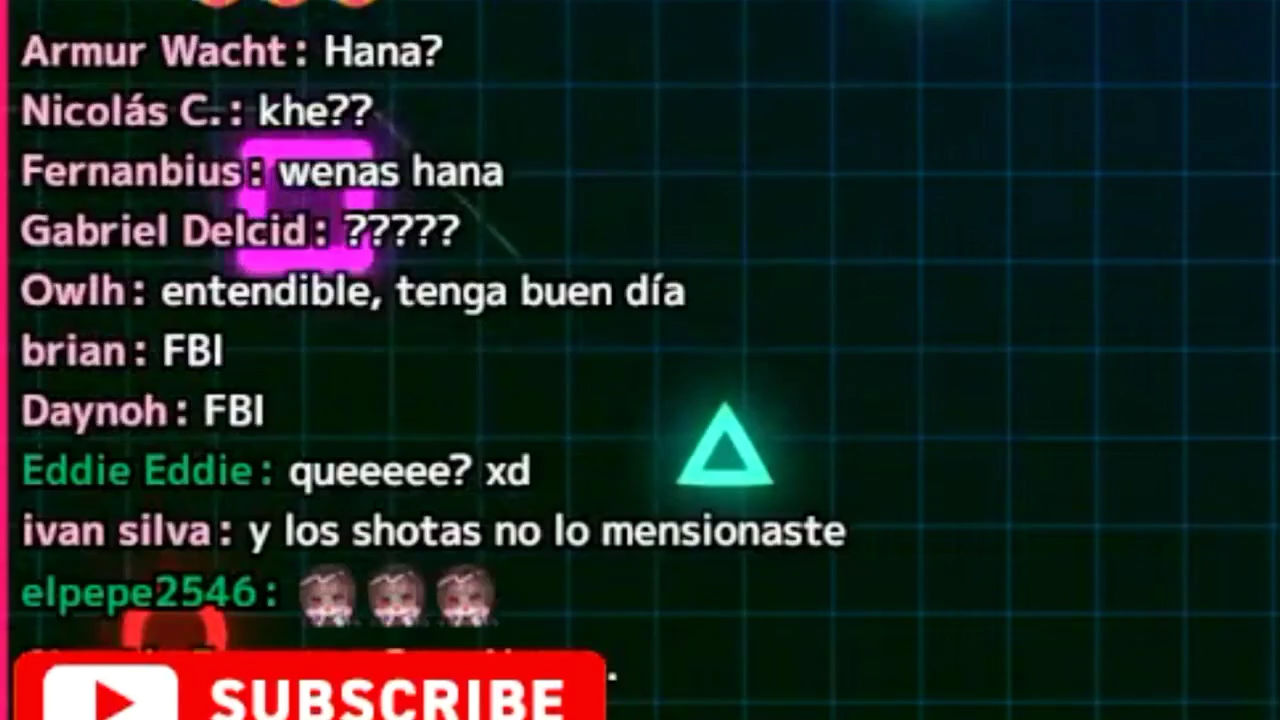 Armur Wacht: Hana?
Nicolás C.: khe??
Fernanbius: wenas hana
Gabriel Delcid: ?????
Owlh: entendible, tenga buen día
brian: FBI
Daynoh: FBI
Eddie Eddie: queeeee? xd
ivan silva: y los shotas no lo mensionaste
elpepe2546:
SUBSCRIBE